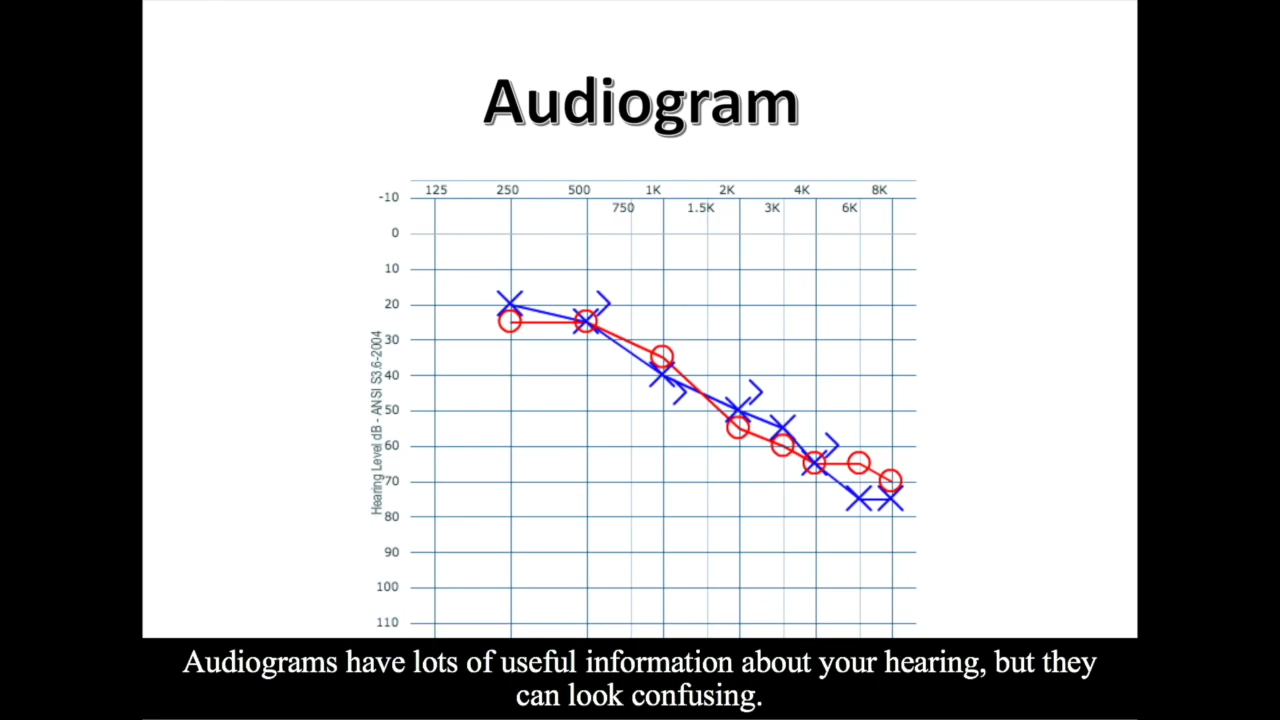 Audiogram
125 250 500 1K 2K 4K 8K
750 1.5K 3K 6K
-10
0
10
20
30
40
50
60
70
80
90
100
110
Hearing Level dB - ANSI S3.6-2004
Audiograms have lots of useful information about your hearing, but they
can look confusing.